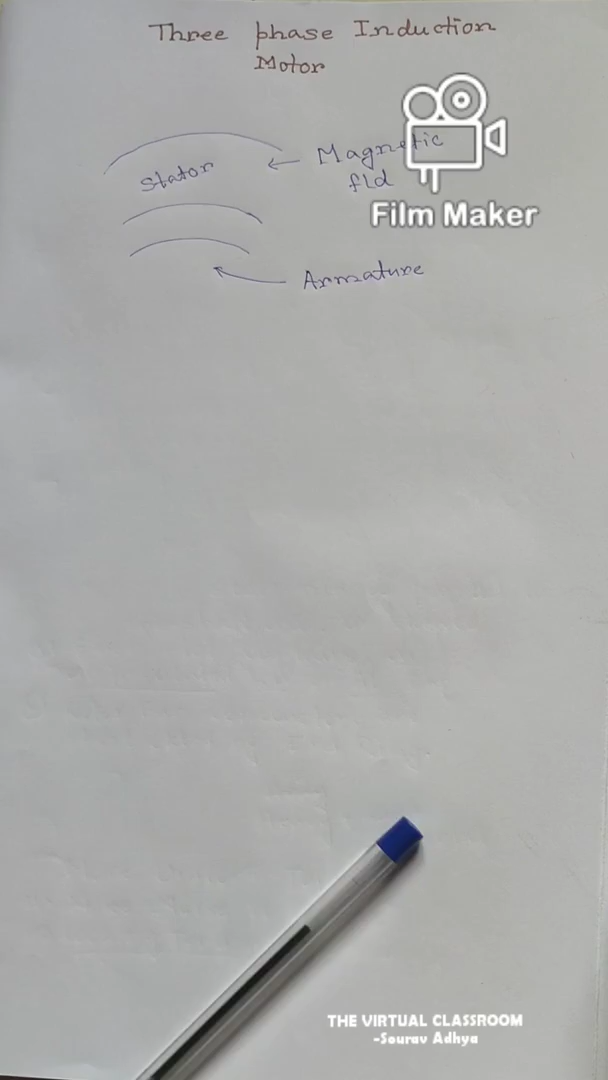 Three phase Induction
Motor
Stator
Magnetic
fld
Film Maker
Armature
THE VIRTUAL CLASSROOM
-Sourav Adhya